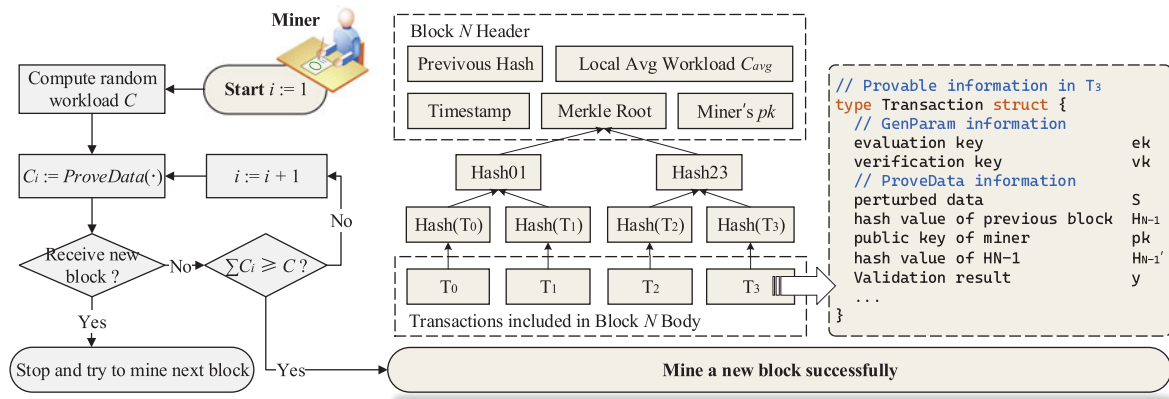 Miner
Start i := 1
Compute random
workload C
Cᵢ := ProveData(·)
i := i + 1
No
Receive new
block ?
No
∑Cᵢ ⩾ C ?
Yes
Yes
Stop and try to mine next block
Block N Header
Previvous Hash
Local Avg Workload Cavg
Timestamp
Merkle Root
Miner's pk
Hash01
Hash23
Hash(T₀)
Hash(T₁)
Hash(T₂)
Hash(T₃)
T₀
T₁
T₂
T₃
Transactions included in Block N Body
Mine a new block successfully
// Provable information in T₃
type Transaction struct {
// GenParam information
evaluation key ek
verification key vk
// ProveData information
perturbed data S
hash value of previous block Hₙ₋₁
public key of miner pk
hash value of HN−1 Hₙ₋₁'
Validation result y
...
}